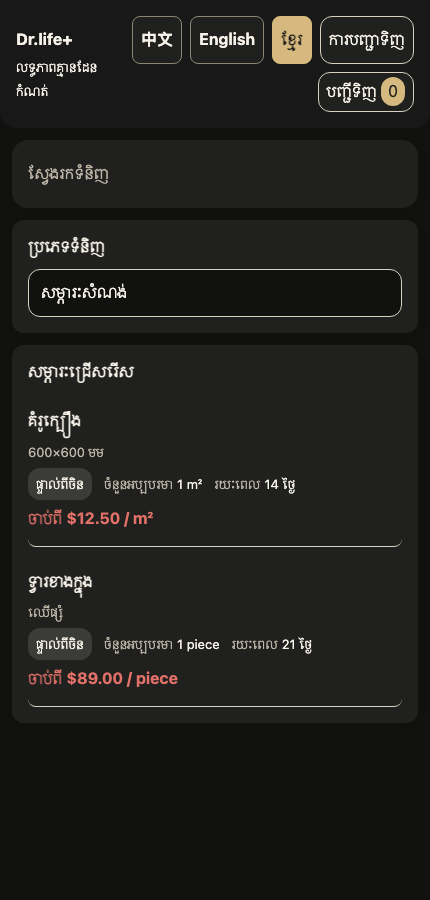 Dr.life+
លទ្ធភាពគ្មានដែន
កំណត់
中文
English
ខ្មែរ
ការបញ្ជាទិញ
បញ្ជីទិញ 0
ស្វែងរកទំនិញ
ប្រភេទទំនិញ
សម្ភារៈសំណង់
សម្ភារៈជ្រើសរើស
គំរូក្បឿង
600×600 មម
ផ្ទាល់ពីចិន ចំនួនអប្បបរមា 1 m² រយៈពេល 14 ថ្ងៃ
ចាប់ពី $12.50 / m²
ទ្វារខាងក្នុង
ឈើផ្សំ
ផ្ទាល់ពីចិន ចំនួនអប្បបរមា 1 piece រយៈពេល 21 ថ្ងៃ
ចាប់ពី $89.00 / piece